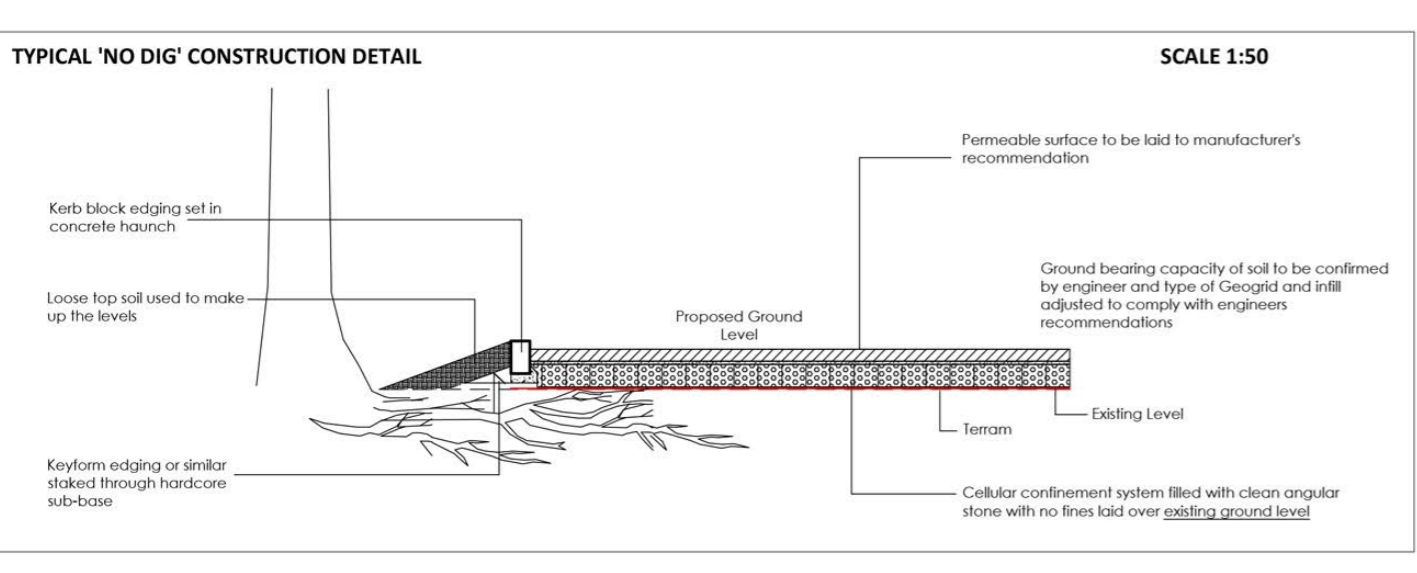 TYPICAL 'NO DIG' CONSTRUCTION DETAIL
SCALE 1:50
Permeable surface to be laid to manufacturer's
recommendation
Kerb block edging set in
concrete haunch
Ground bearing capacity of soil to be confirmed
by engineer and type of Geogrid and infill
adjusted to comply with engineers
recommendations
Loose top soil used to make
up the levels
Proposed Ground
Level
Existing Level
Terram
Keyform edging or similar
staked through hardcore
sub-base
Cellular confinement system filled with clean angular
stone with no fines laid over existing ground level